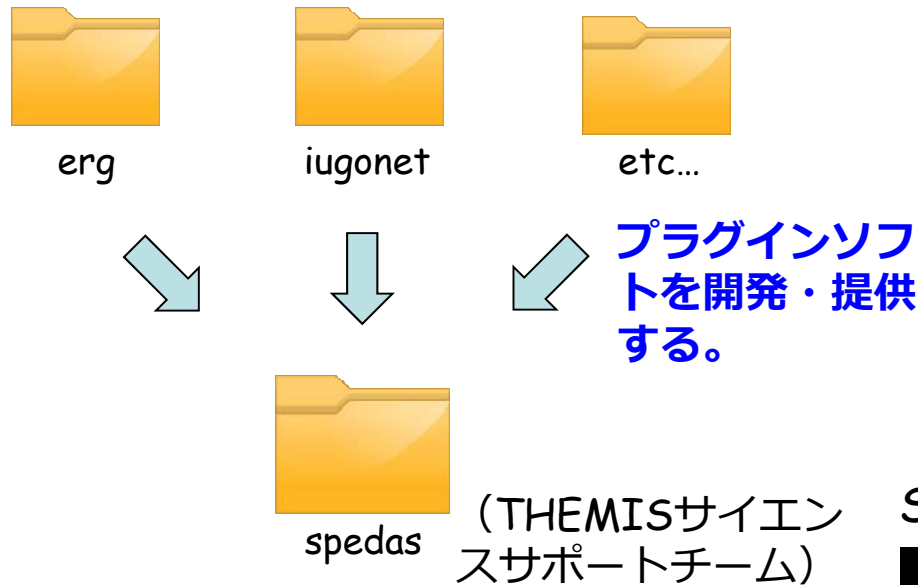 erg
iugonet
etc…
プラグインソフ
トを開発・提供
する。
spedas
（THEMISサイエン
スサポートチーム）
S